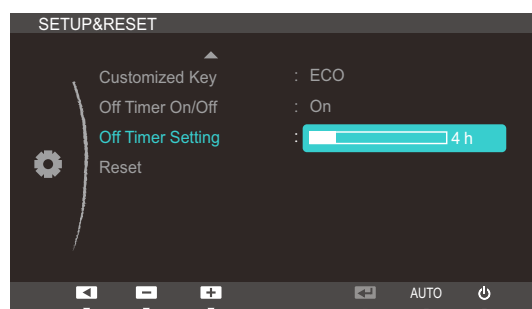 SETUP&RESET
Customized Key : ECO
Off Timer On/Off : On
Off Timer Setting : 4 h
Reset
AUTO